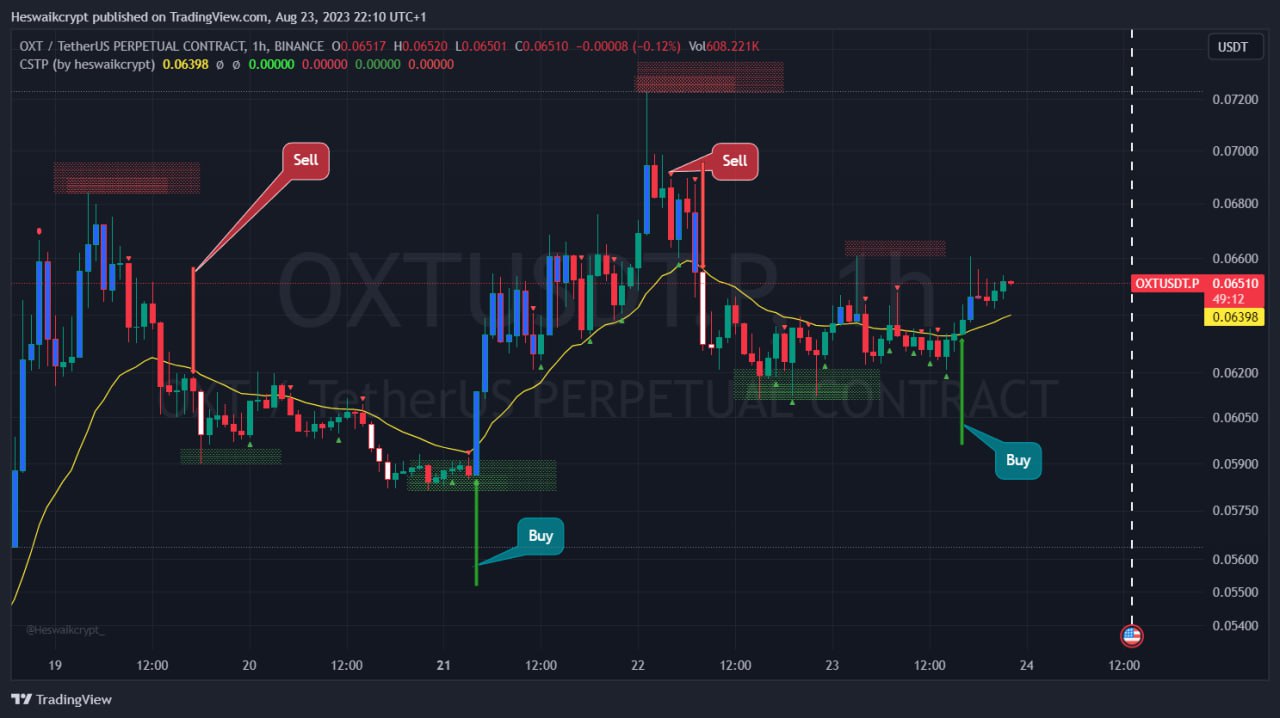 Heswaikcrypt published on TradingView.com, Aug 23, 2023 22:10 UTC+1
OXT / TetherUS PERPETUAL CONTRACT, 1h, BINANCE O0.06517 H0.06520 L0.06501 C0.06510 −0.00008 (−0.12%) Vol608.221K
USDT
CSTP (by heswaikcrypt) 0.06398 ø ø 0.00000 0.00000 0.00000 0.00000
0.07200
Sell
Sell
0.07000
0.06800
0.06600
OXTUSDT.P, 1h
OXTUSDT.P 0.06510
49:12
0.06398
0.06200
OXT / TetherUS PERPETUAL CONTRACT
0.06050
Buy
0.05900
0.05750
Buy
0.05600
0.05500
0.05400
@Heswaikcrypt_
19 12:00 20 12:00 21 12:00 22 12:00 23 12:00 24 12:00
TradingView